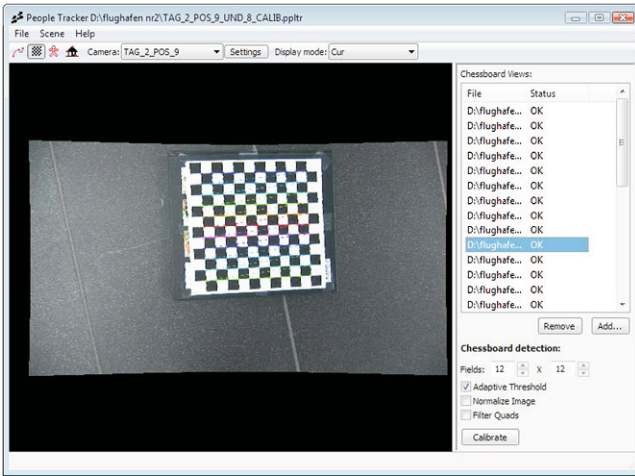 People Tracker D:\flughafen nr2\TAG_2_POS_9_UND_8_CALIB.ppltr
File Scene Help
Camera: TAG_2_POS_9 Settings Display mode: Cur
Chessboard Views:
File Status
D:\flughafe... OK
D:\flughafe... OK
D:\flughafe... OK
D:\flughafe... OK
D:\flughafe... OK
D:\flughafe... OK
D:\flughafe... OK
D:\flughafe... OK
D:\flughafe... OK
D:\flughafe... OK
D:\flughafe... OK
D:\flughafe... OK
D:\flughafe... OK
D:\flughafe... OK
Remove Add...
Chessboard detection:
Fields: 12 X 12
Adaptive Threshold
Normalize Image
Filter Quads
Calibrate